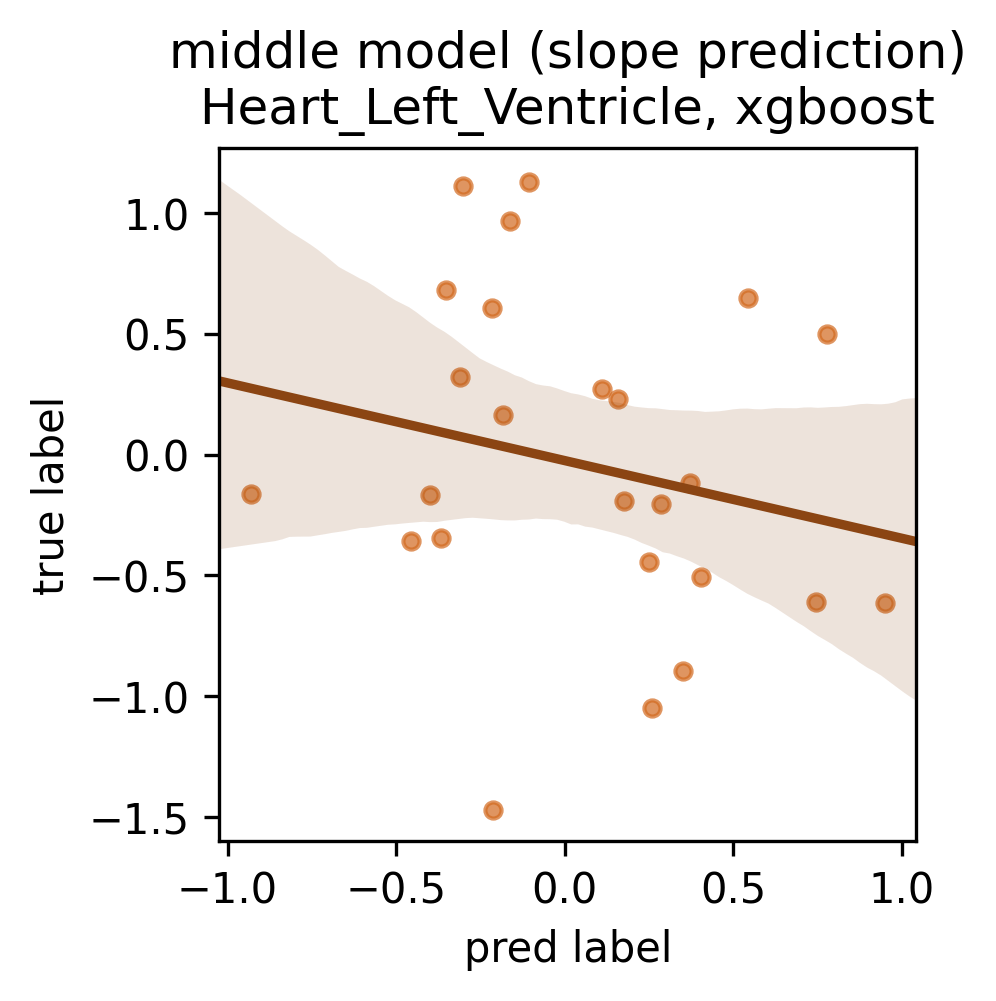 middle model (slope prediction)
Heart_Left_Ventricle, xgboost
1.0
0.5
0.0
−0.5
−1.0
−1.5
true label
−1.0
−0.5
0.0
0.5
1.0
pred label